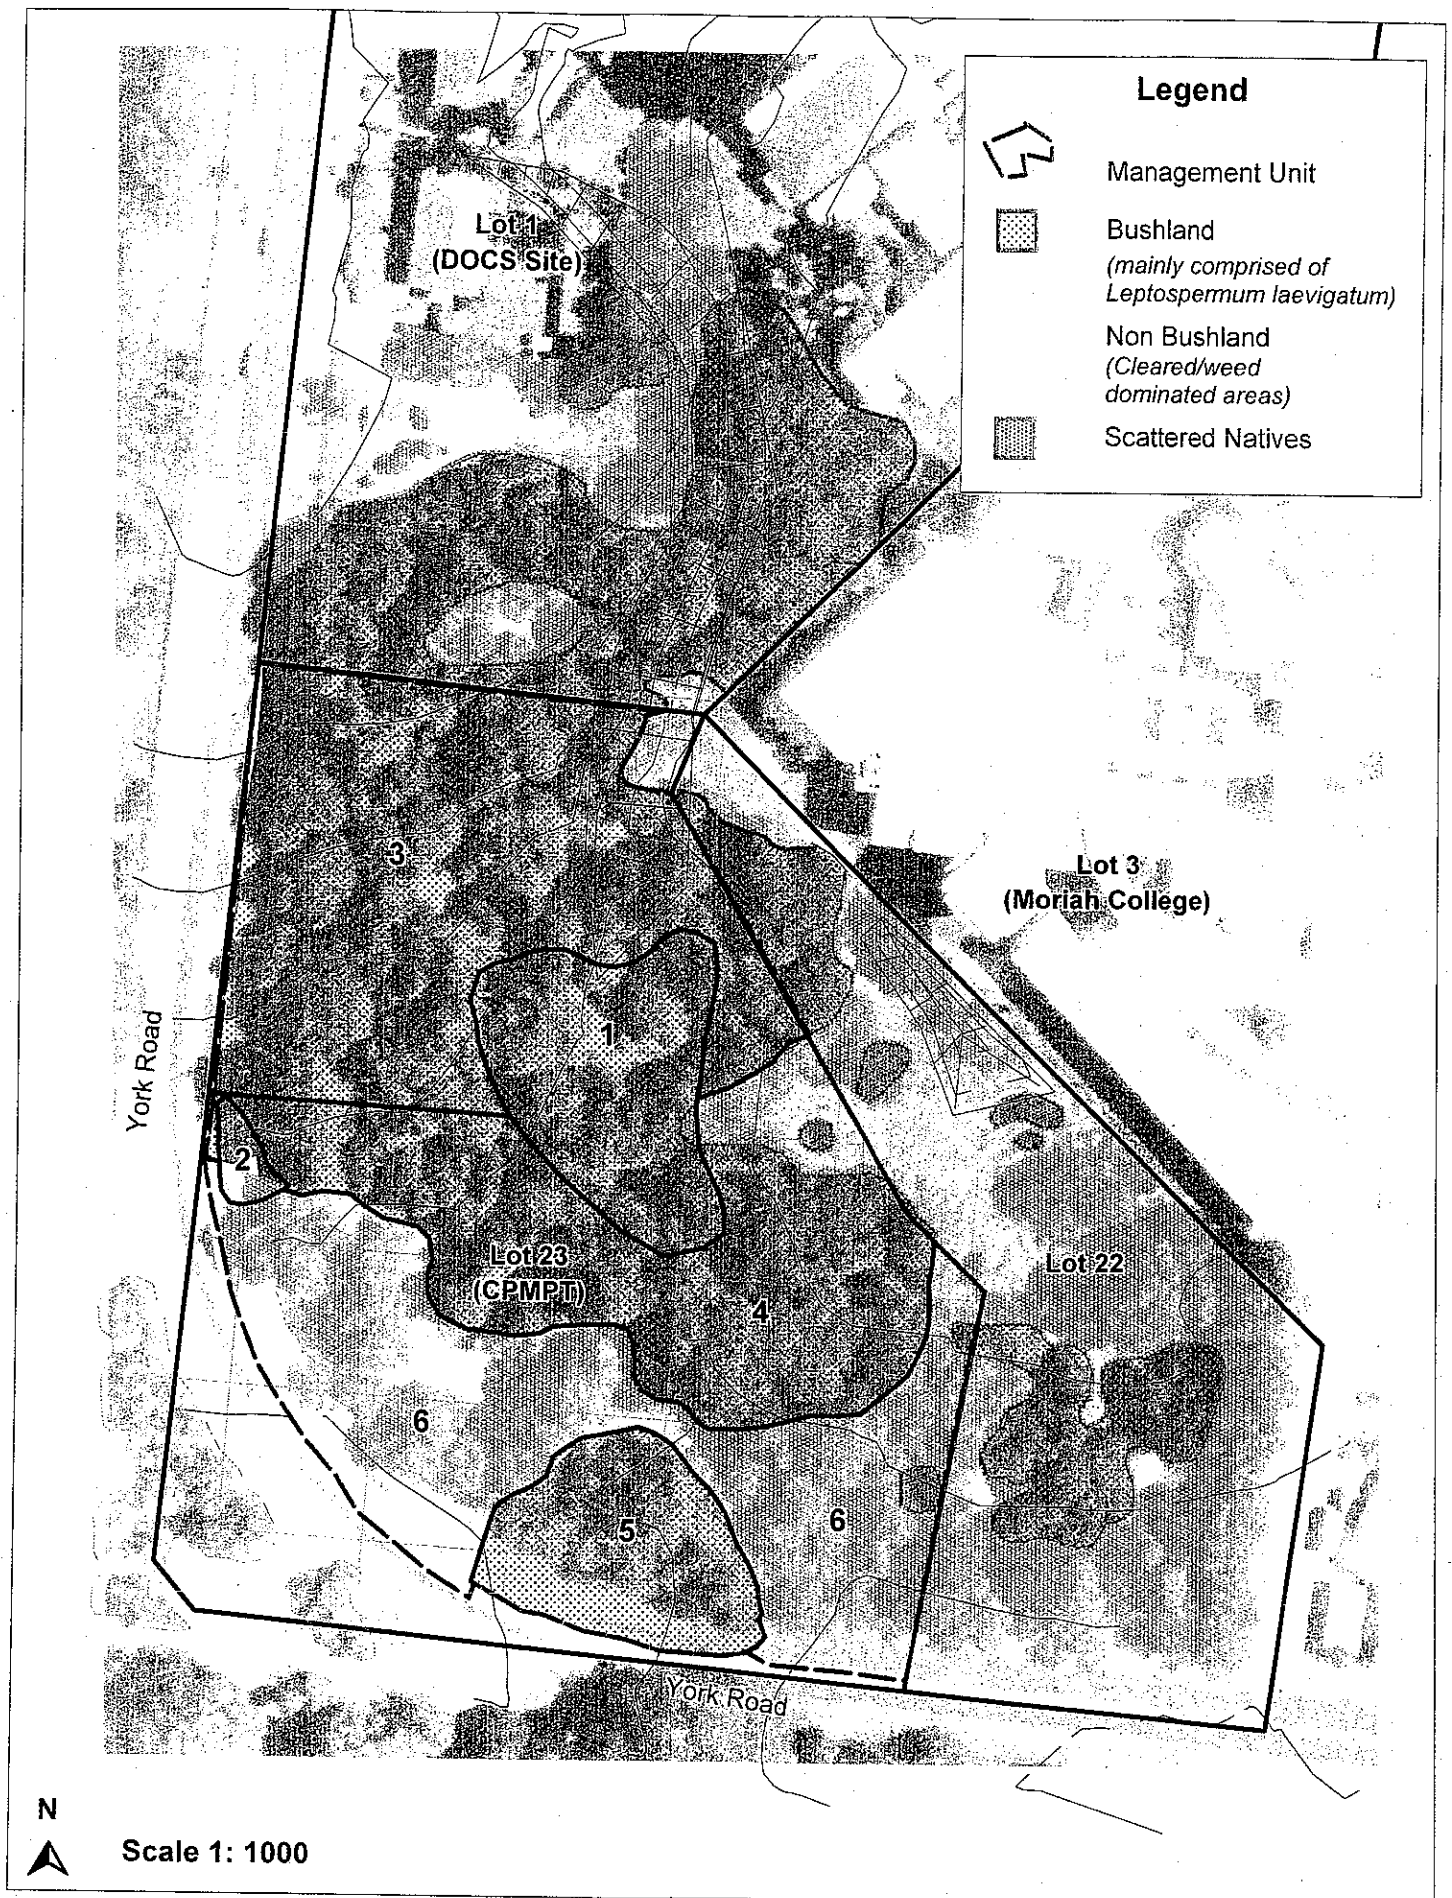 Legend
Management Unit
Bushland
(mainly comprised of
Leptospermum laevigatum)
Non Bushland
(Cleared/weed
dominated areas)
Scattered Natives
Lot 1
(DOCS Site)
3
Lot 3
(Moriah College)
1
York Road
2
Lot 23
(CPMPT)
Lot 22
4
6
5
6
York Road
N
Scale 1: 1000